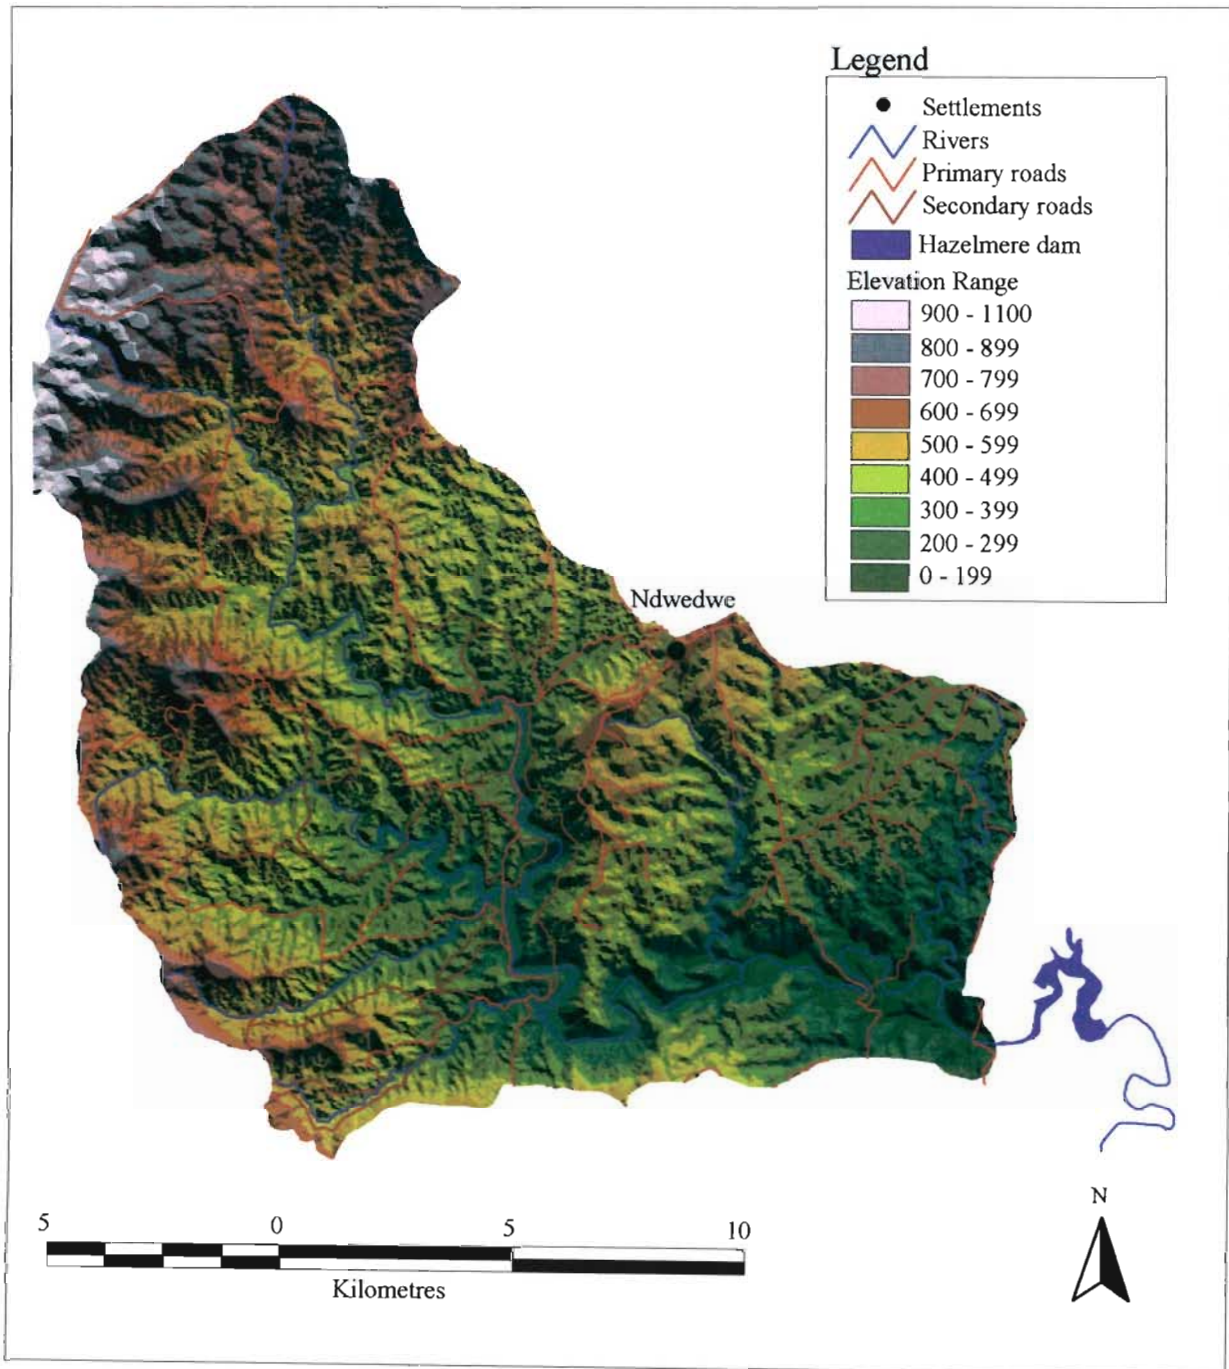 Legend
Settlements
Rivers
Primary roads
Secondary roads
Hazelmere dam
Elevation Range
900 - 1100
800 - 899
700 - 799
600 - 699
500 - 599
400 - 499
300 - 399
200 - 299
0 - 199
Ndwedwe
N
5 0 5 10
Kilometres